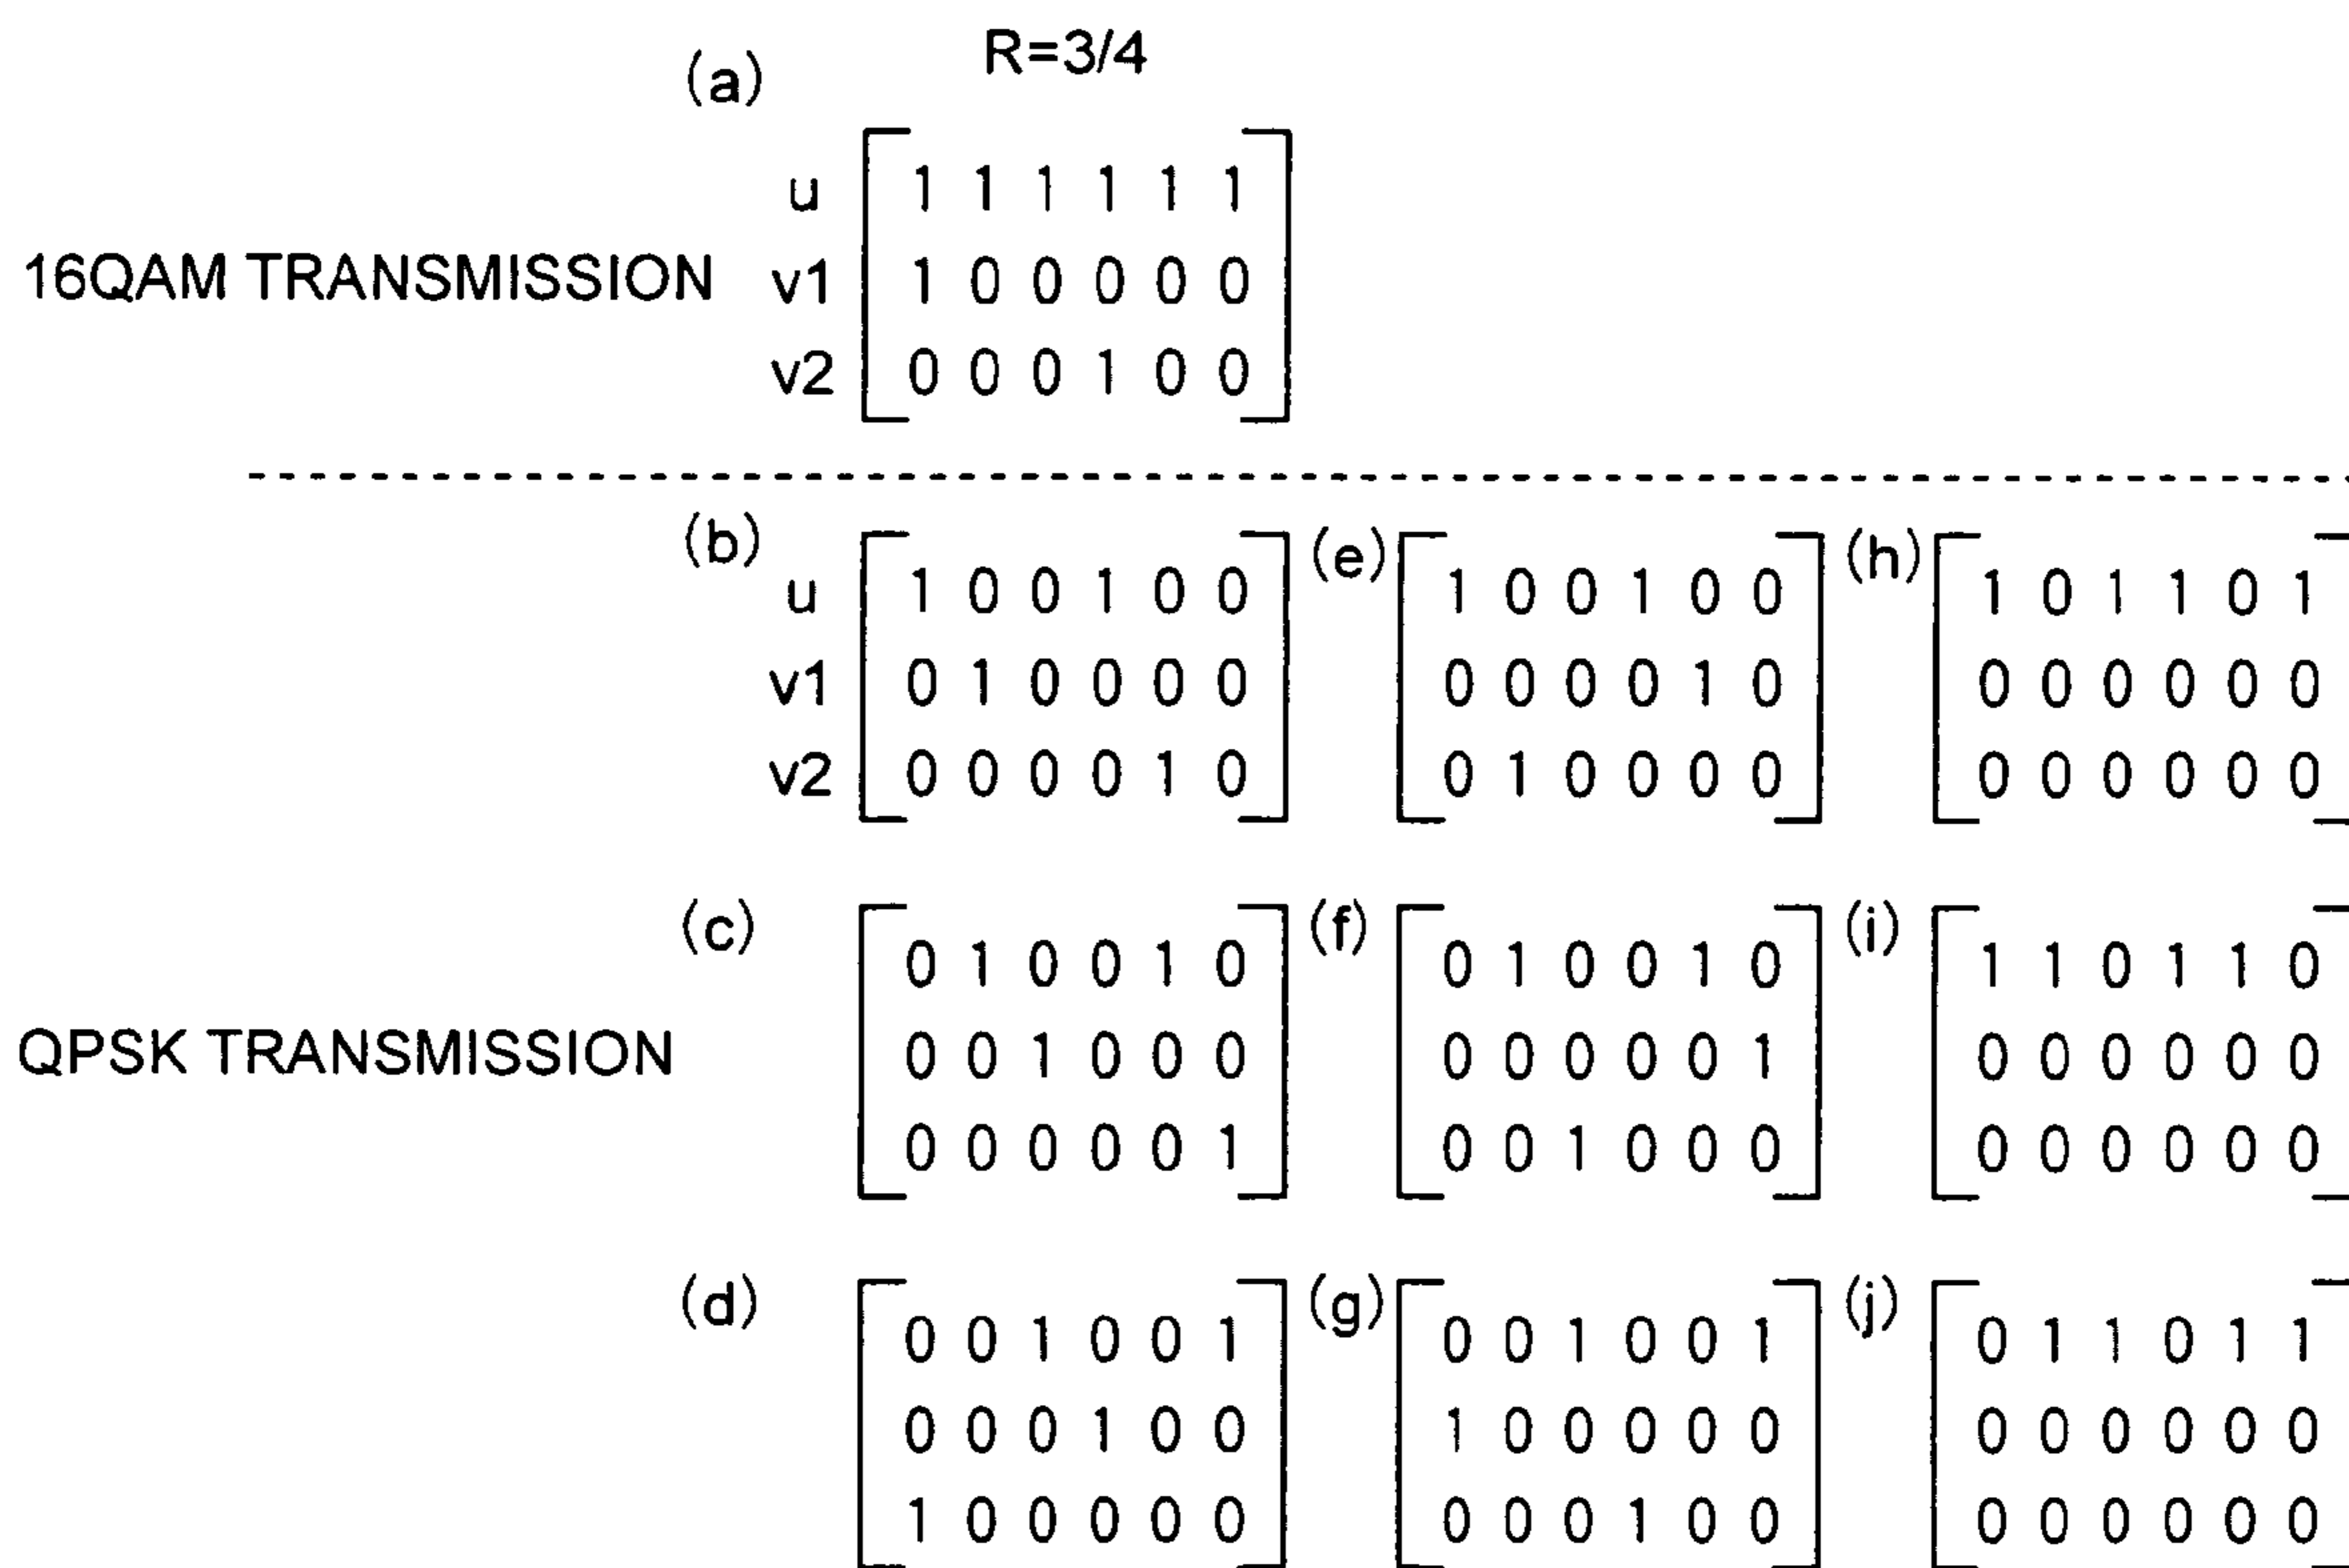 (a) R=3/4
u 1 1 1 1 1 1
16QAM TRANSMISSION v1 1 0 0 0 0 0
v2 0 0 0 1 0 0
(b) (e) (h)
u 1 0 0 1 0 0 1 0 0 1 0 0 1 0 1 1 0 1
v1 0 1 0 0 0 0 0 0 0 0 1 0 0 0 0 0 0 0
v2 0 0 0 0 1 0 0 1 0 0 0 0 0 0 0 0 0 0
(c) (f) (i)
0 1 0 0 1 0 0 1 0 0 1 0 1 1 0 1 1 0
QPSK TRANSMISSION 0 0 1 0 0 0 0 0 0 0 0 1 0 0 0 0 0 0
0 0 0 0 0 1 0 0 1 0 0 0 0 0 0 0 0 0
(d) (g) (j)
0 0 1 0 0 1 0 0 1 0 0 1 0 1 1 0 1 1
0 0 0 1 0 0 1 0 0 0 0 0 0 0 0 0 0 0
1 0 0 0 0 0 0 0 0 1 0 0 0 0 0 0 0 0